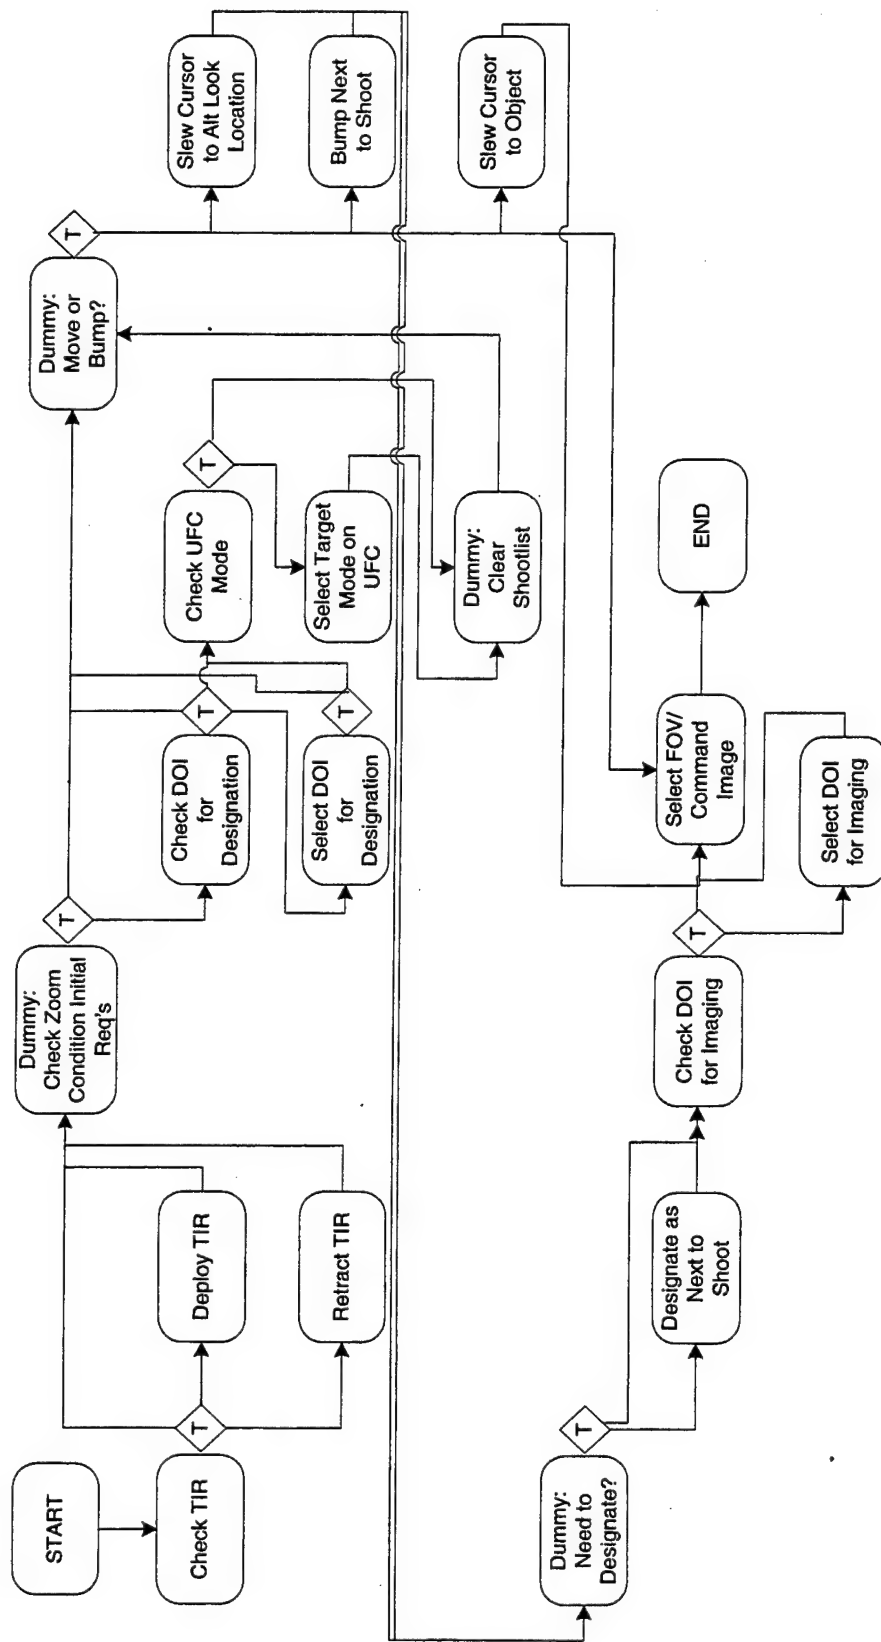 START
Check TIR
T
Deploy TIR
Retract TIR
Dummy:
Check Zoom
Condition Initial
Req's
T
Check DOI
for
Designation
T
Select DOI
for
Designation
T
Check UFC
Mode
T
Select Target
Mode on
UFC
Dummy:
Clear
Shootlist
Dummy:
Move or
Bump?
T
Slew Cursor
to Alt Look
Location
Bump Next
to Shoot
Slew Cursor
to Object
Dummy:
Need to
Designate?
T
Designate as
Next to
Shoot
Check DOI
for Imaging
T
Select DOI
for Imaging
Select FOV/
Command
Image
END